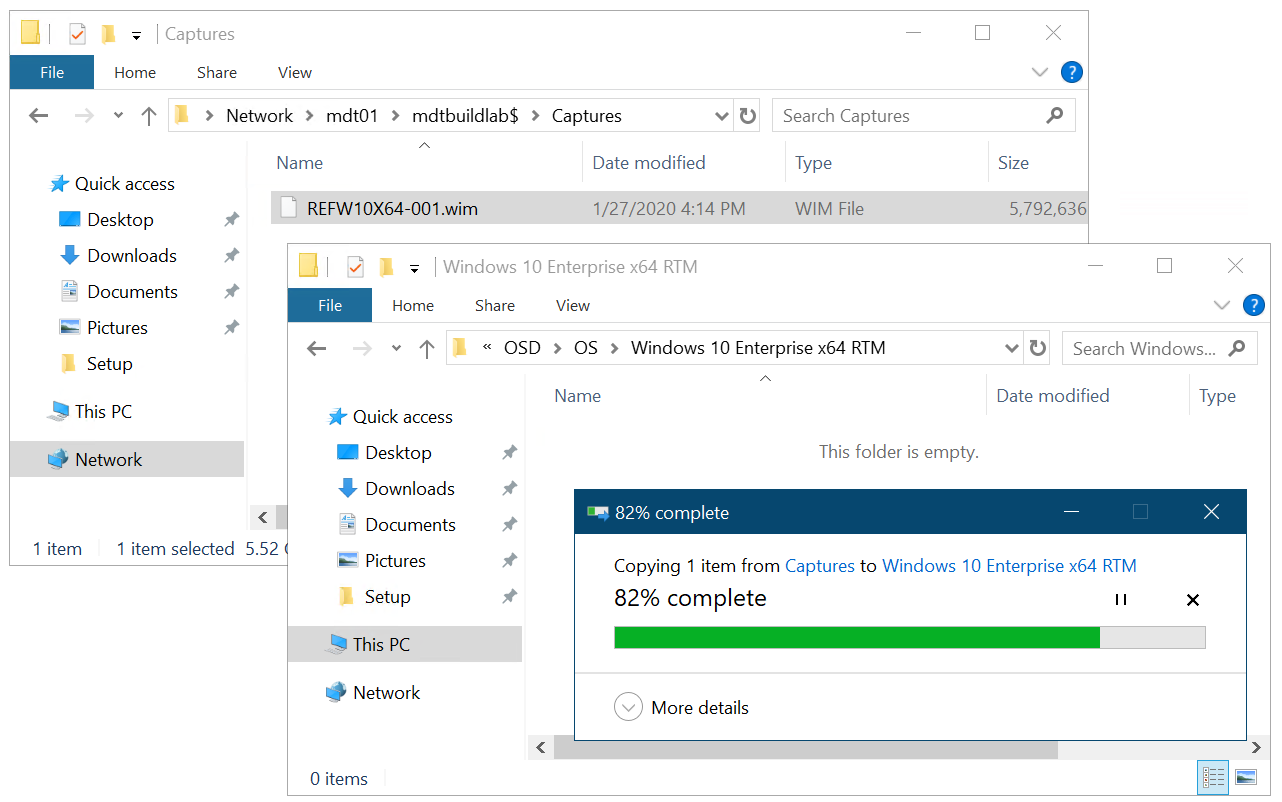 Captures
File Home Share View ?
Network > mdt01 > mdtbuildlab$ > Captures
Search Captures
Name Date modified Type Size
Quick access
REFW10X64-001.wim 1/27/2020 4:14 PM WIM File 5,792,636
Desktop
Downloads
Documents
Pictures
Setup
This PC
Network
1 item 1 item selected 5.52
Windows 10 Enterprise x64 RTM
File Home Share View ?
« OSD > OS > Windows 10 Enterprise x64 RTM
Search Windows...
Name Date modified Type
Quick access
This folder is empty.
Desktop
Downloads
Documents
Pictures
Setup
This PC
Network
0 items
82% complete
Copying 1 item from Captures to Windows 10 Enterprise x64 RTM
82% complete
More details